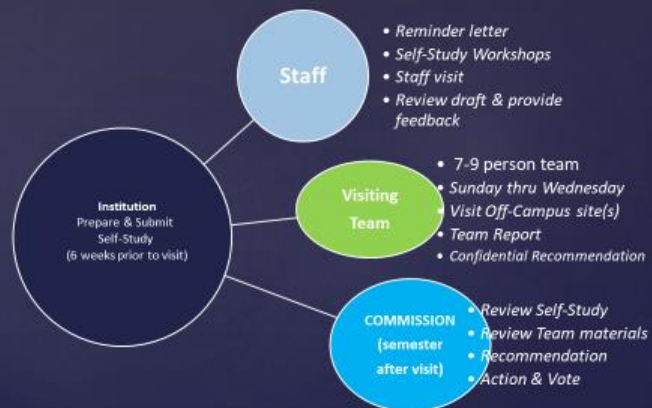 Institution
Prepare & Submit
Self-Study
(6 weeks prior to visit)
Staff
• Reminder letter
• Self-Study Workshops
• Staff visit
• Review draft & provide
feedback
Visiting
Team
• 7-9 person team
• Sunday thru Wednesday
• Visit Off-Campus site(s)
• Team Report
• Confidential Recommendation
COMMISSION
(semester
after visit)
• Review Self-Study
• Review Team materials
• Recommendation
• Action & Vote